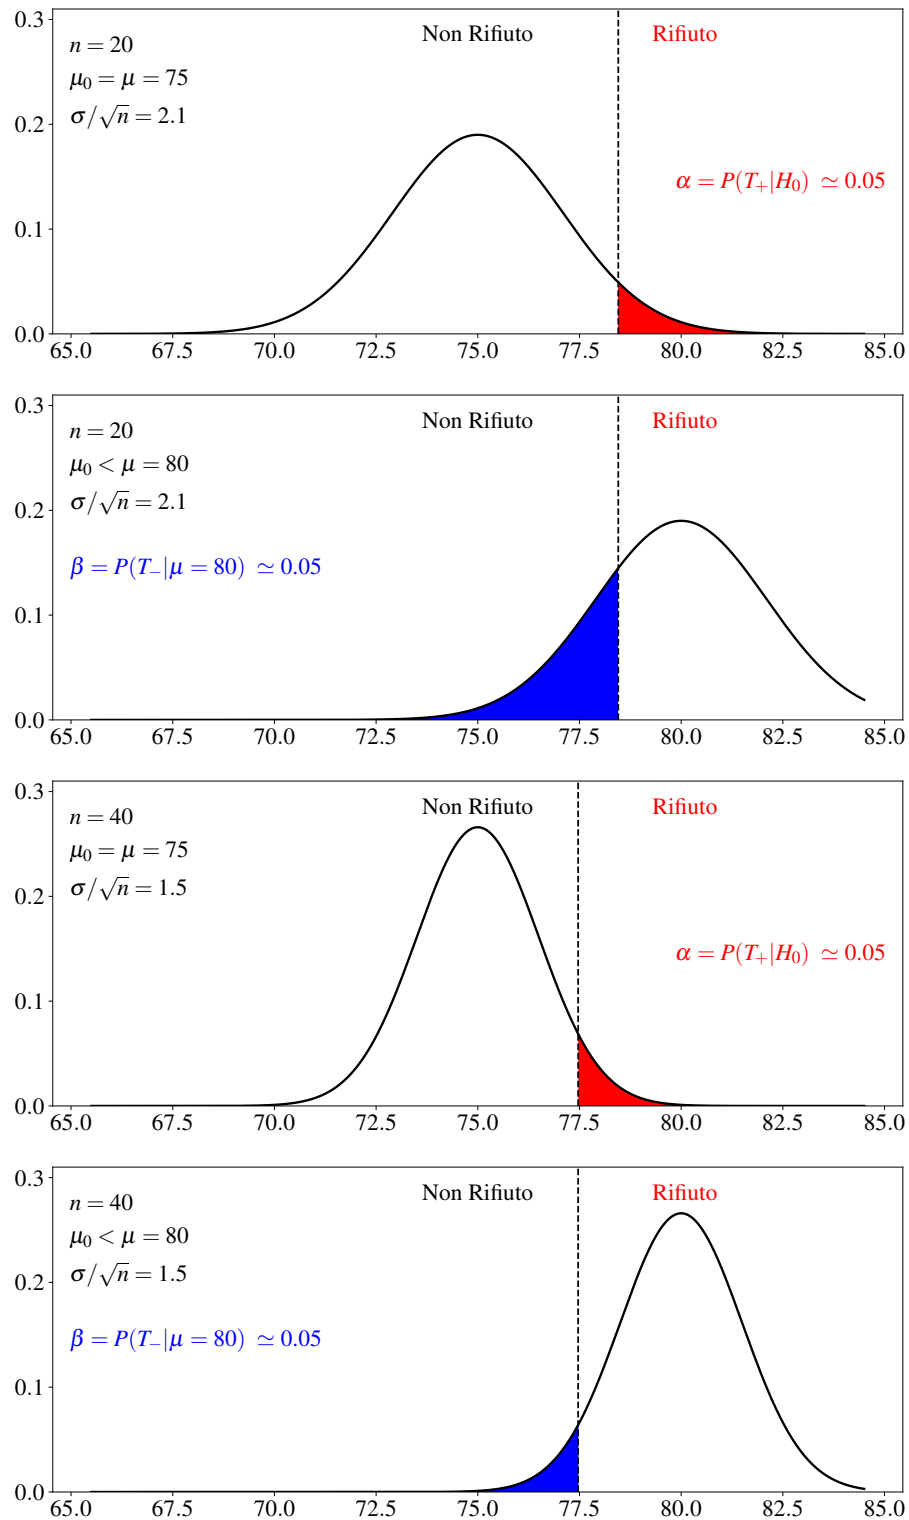 0.3
Non Rifiuto
Rifiuto
n = 20
μ₀ = μ = 75
σ/√n = 2.1
0.2
α = P(T₊|H₀) ≃ 0.05
0.1
0.0
65.0 67.5 70.0 72.5 75.0 77.5 80.0 82.5 85.0
0.3
Non Rifiuto
Rifiuto
n = 20
μ₀ < μ = 80
σ/√n = 2.1
0.2
β = P(T₋|μ = 80) ≃ 0.05
0.1
0.0
65.0 67.5 70.0 72.5 75.0 77.5 80.0 82.5 85.0
0.3
Non Rifiuto
Rifiuto
n = 40
μ₀ = μ = 75
σ/√n = 1.5
0.2
α = P(T₊|H₀) ≃ 0.05
0.1
0.0
65.0 67.5 70.0 72.5 75.0 77.5 80.0 82.5 85.0
0.3
Non Rifiuto
Rifiuto
n = 40
μ₀ < μ = 80
σ/√n = 1.5
0.2
β = P(T₋|μ = 80) ≃ 0.05
0.1
0.0
65.0 67.5 70.0 72.5 75.0 77.5 80.0 82.5 85.0